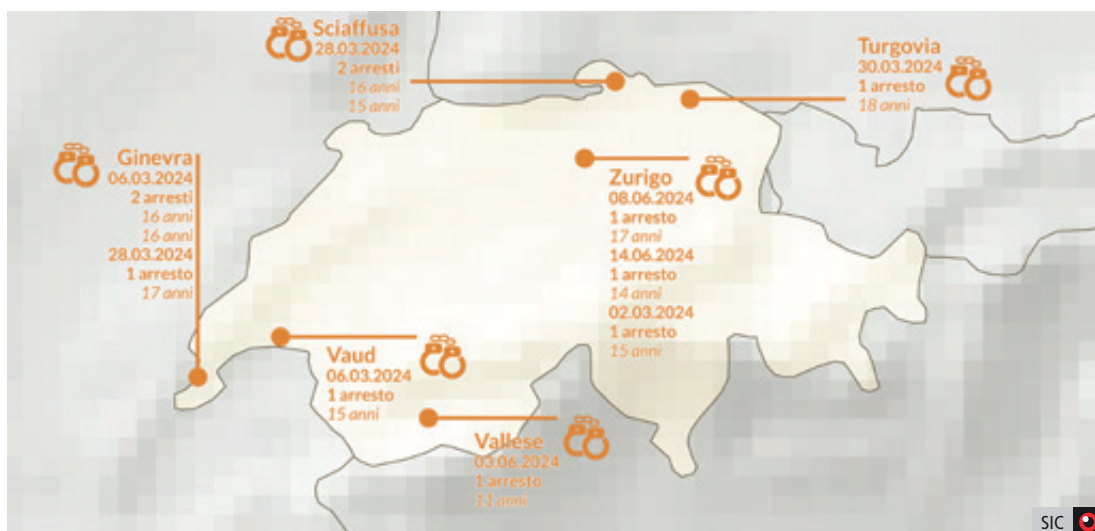 Sciaffusa
28.03.2024
2 arresti
16 anni
15 anni
Turgovia
30.03.2024
1 arresto
18 anni
Ginevra
06.03.2024
2 arresti
16 anni
16 anni
28.03.2024
1 arresto
17 anni
Zurigo
08.06.2024
1 arresto
17 anni
14.06.2024
1 arresto
14 anni
02.03.2024
1 arresto
15 anni
Vaud
06.03.2024
1 arresto
15 anni
Vallese
03.06.2024
1 arresto
11 anni
SIC